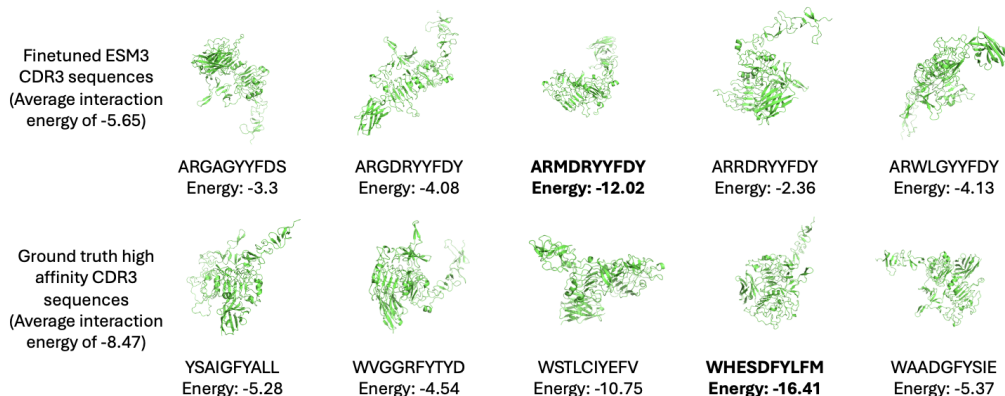 Finetuned ESM3
CDR3 sequences
(Average interaction
energy of -5.65)
ARGAGYYFDS
Energy: -3.3
ARGDRYYFDY
Energy: -4.08
ARMDRYYFDY
Energy: -12.02
ARRDRYYFDY
Energy: -2.36
ARWLGYYFDY
Energy: -4.13
Ground truth high
affinity CDR3
sequences
(Average interaction
energy of -8.47)
YSAIGFYALL
Energy: -5.28
WVGGRFYTYD
Energy: -4.54
WSTLCIYEFV
Energy: -10.75
WHESDFYLFM
Energy: -16.41
WAADGFYSIE
Energy: -5.37